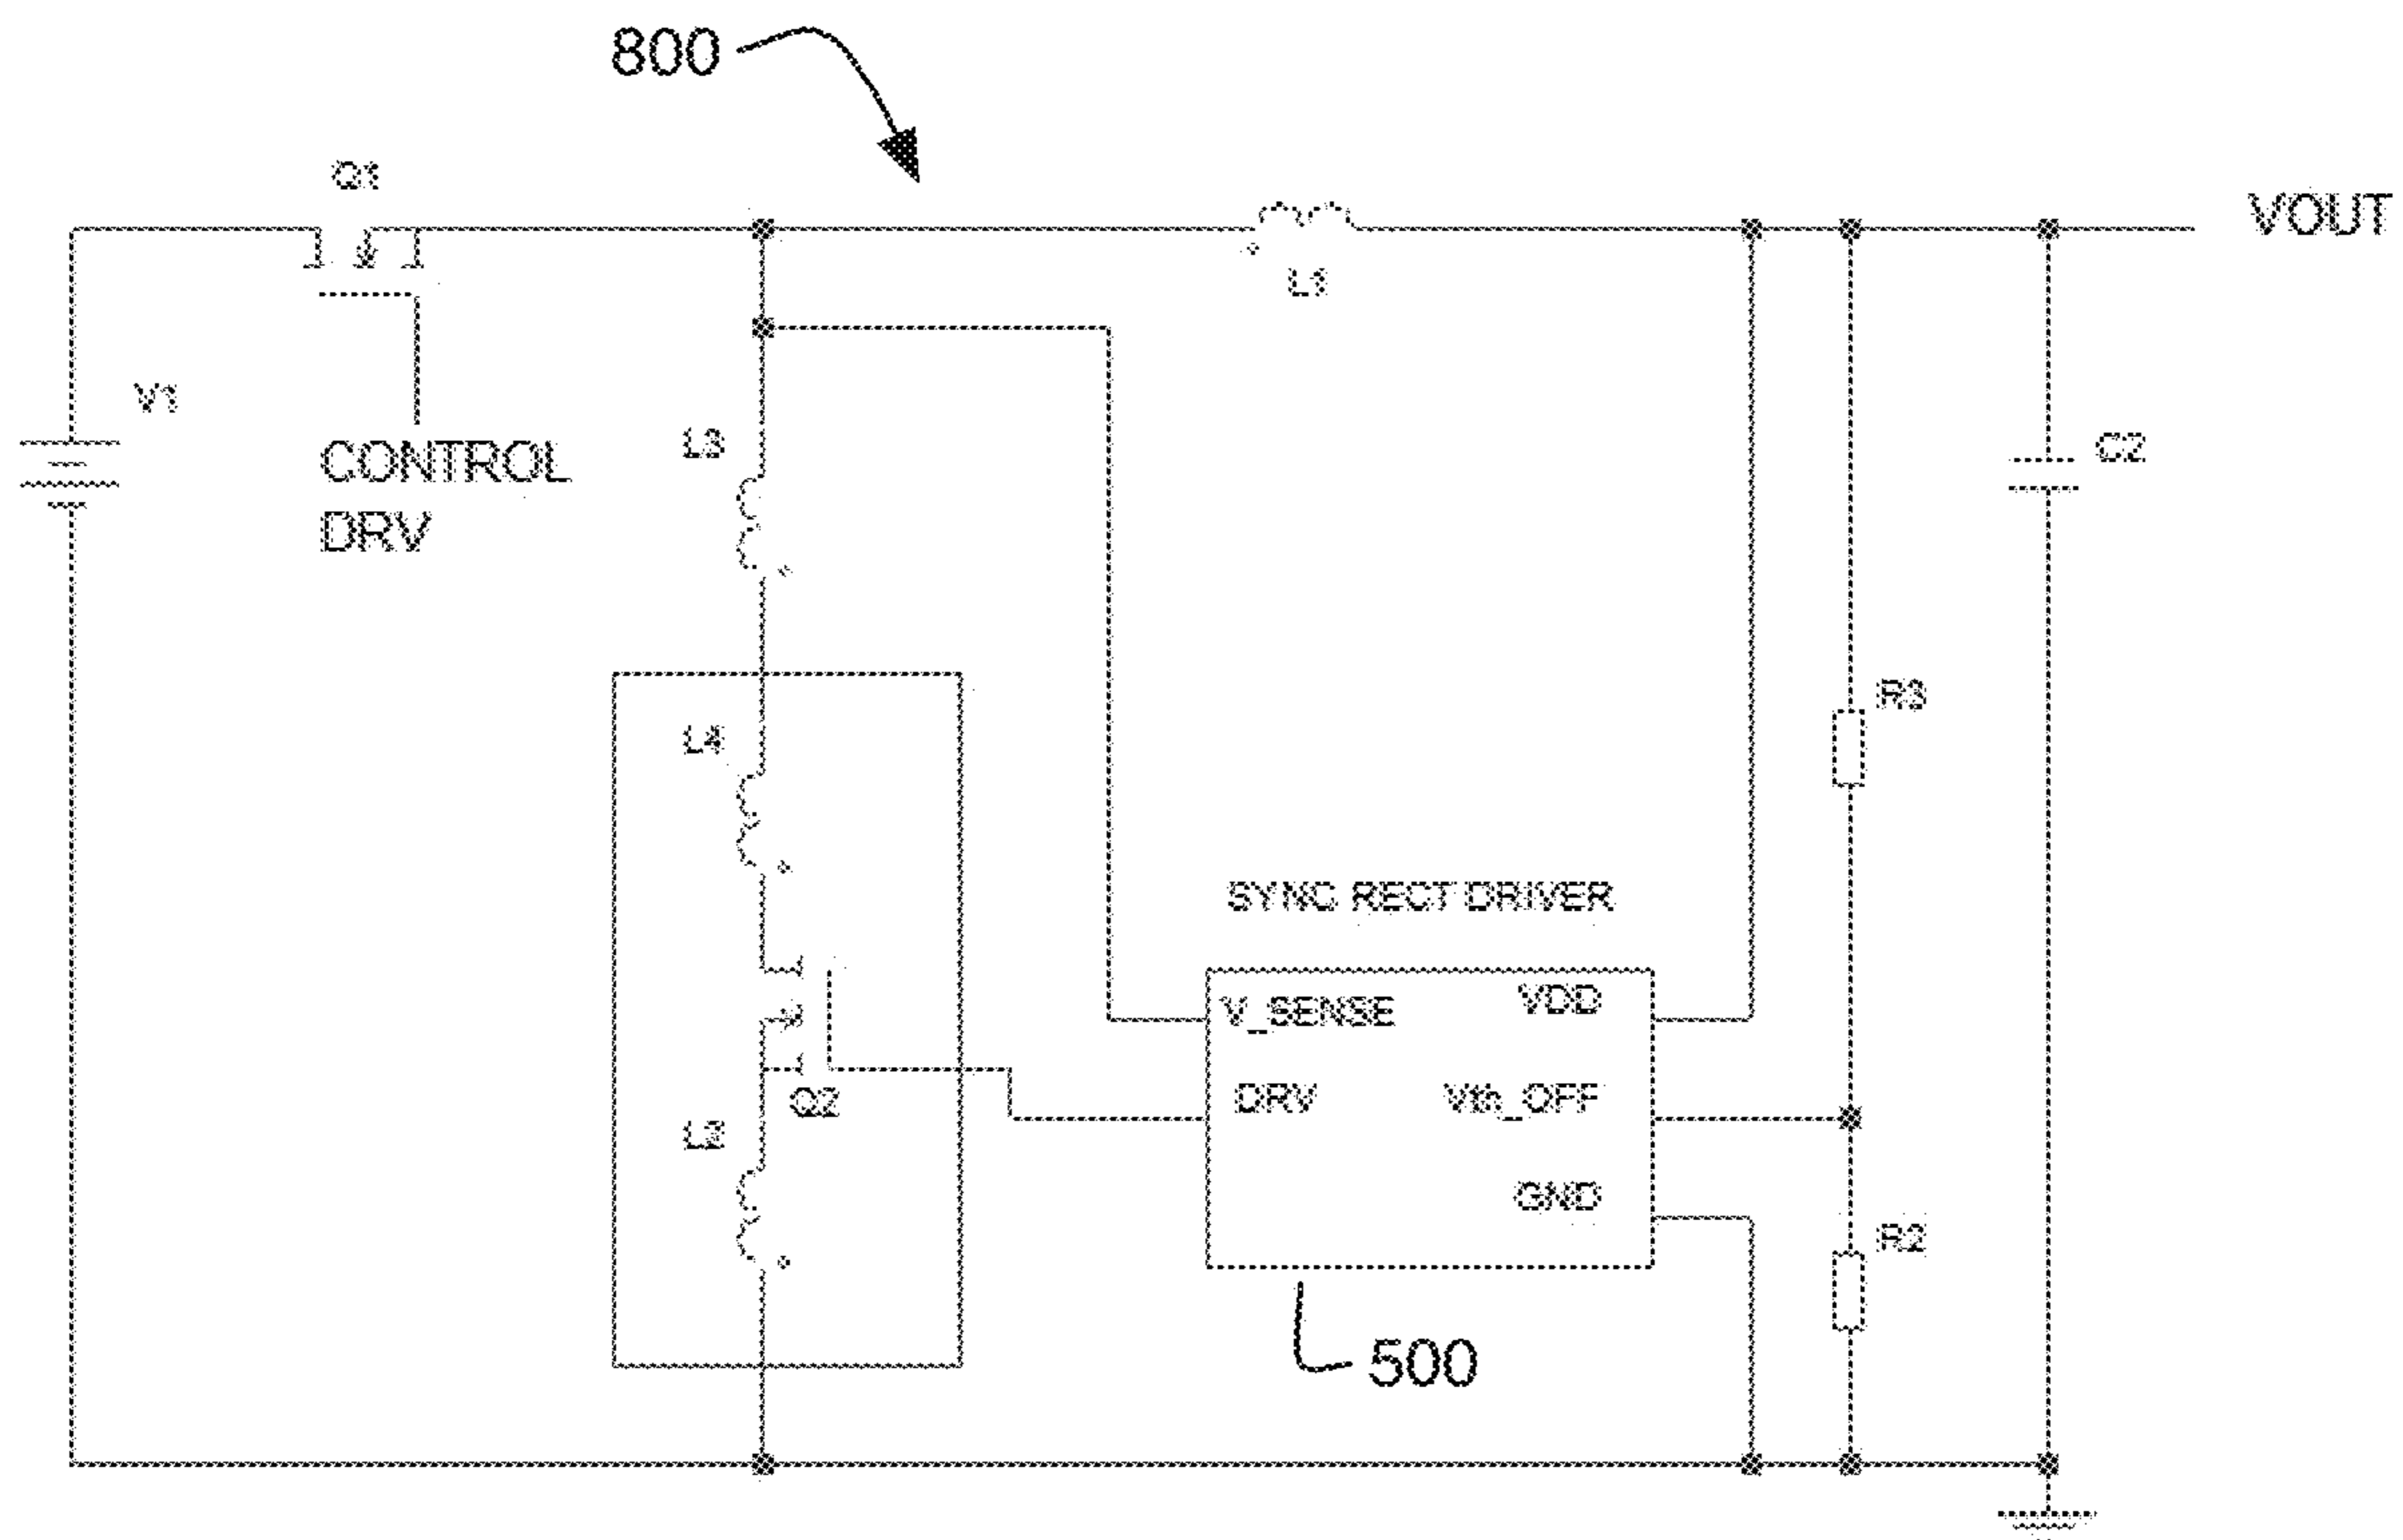 800
Q1
VOUT
L1
V1
CONTROL
DRV
L3
C2
R3
L4
SYNC RECT DRIVER
V_SENSE
VDD
DRV
Vth_OFF
Q2
L2
GND
R2
500